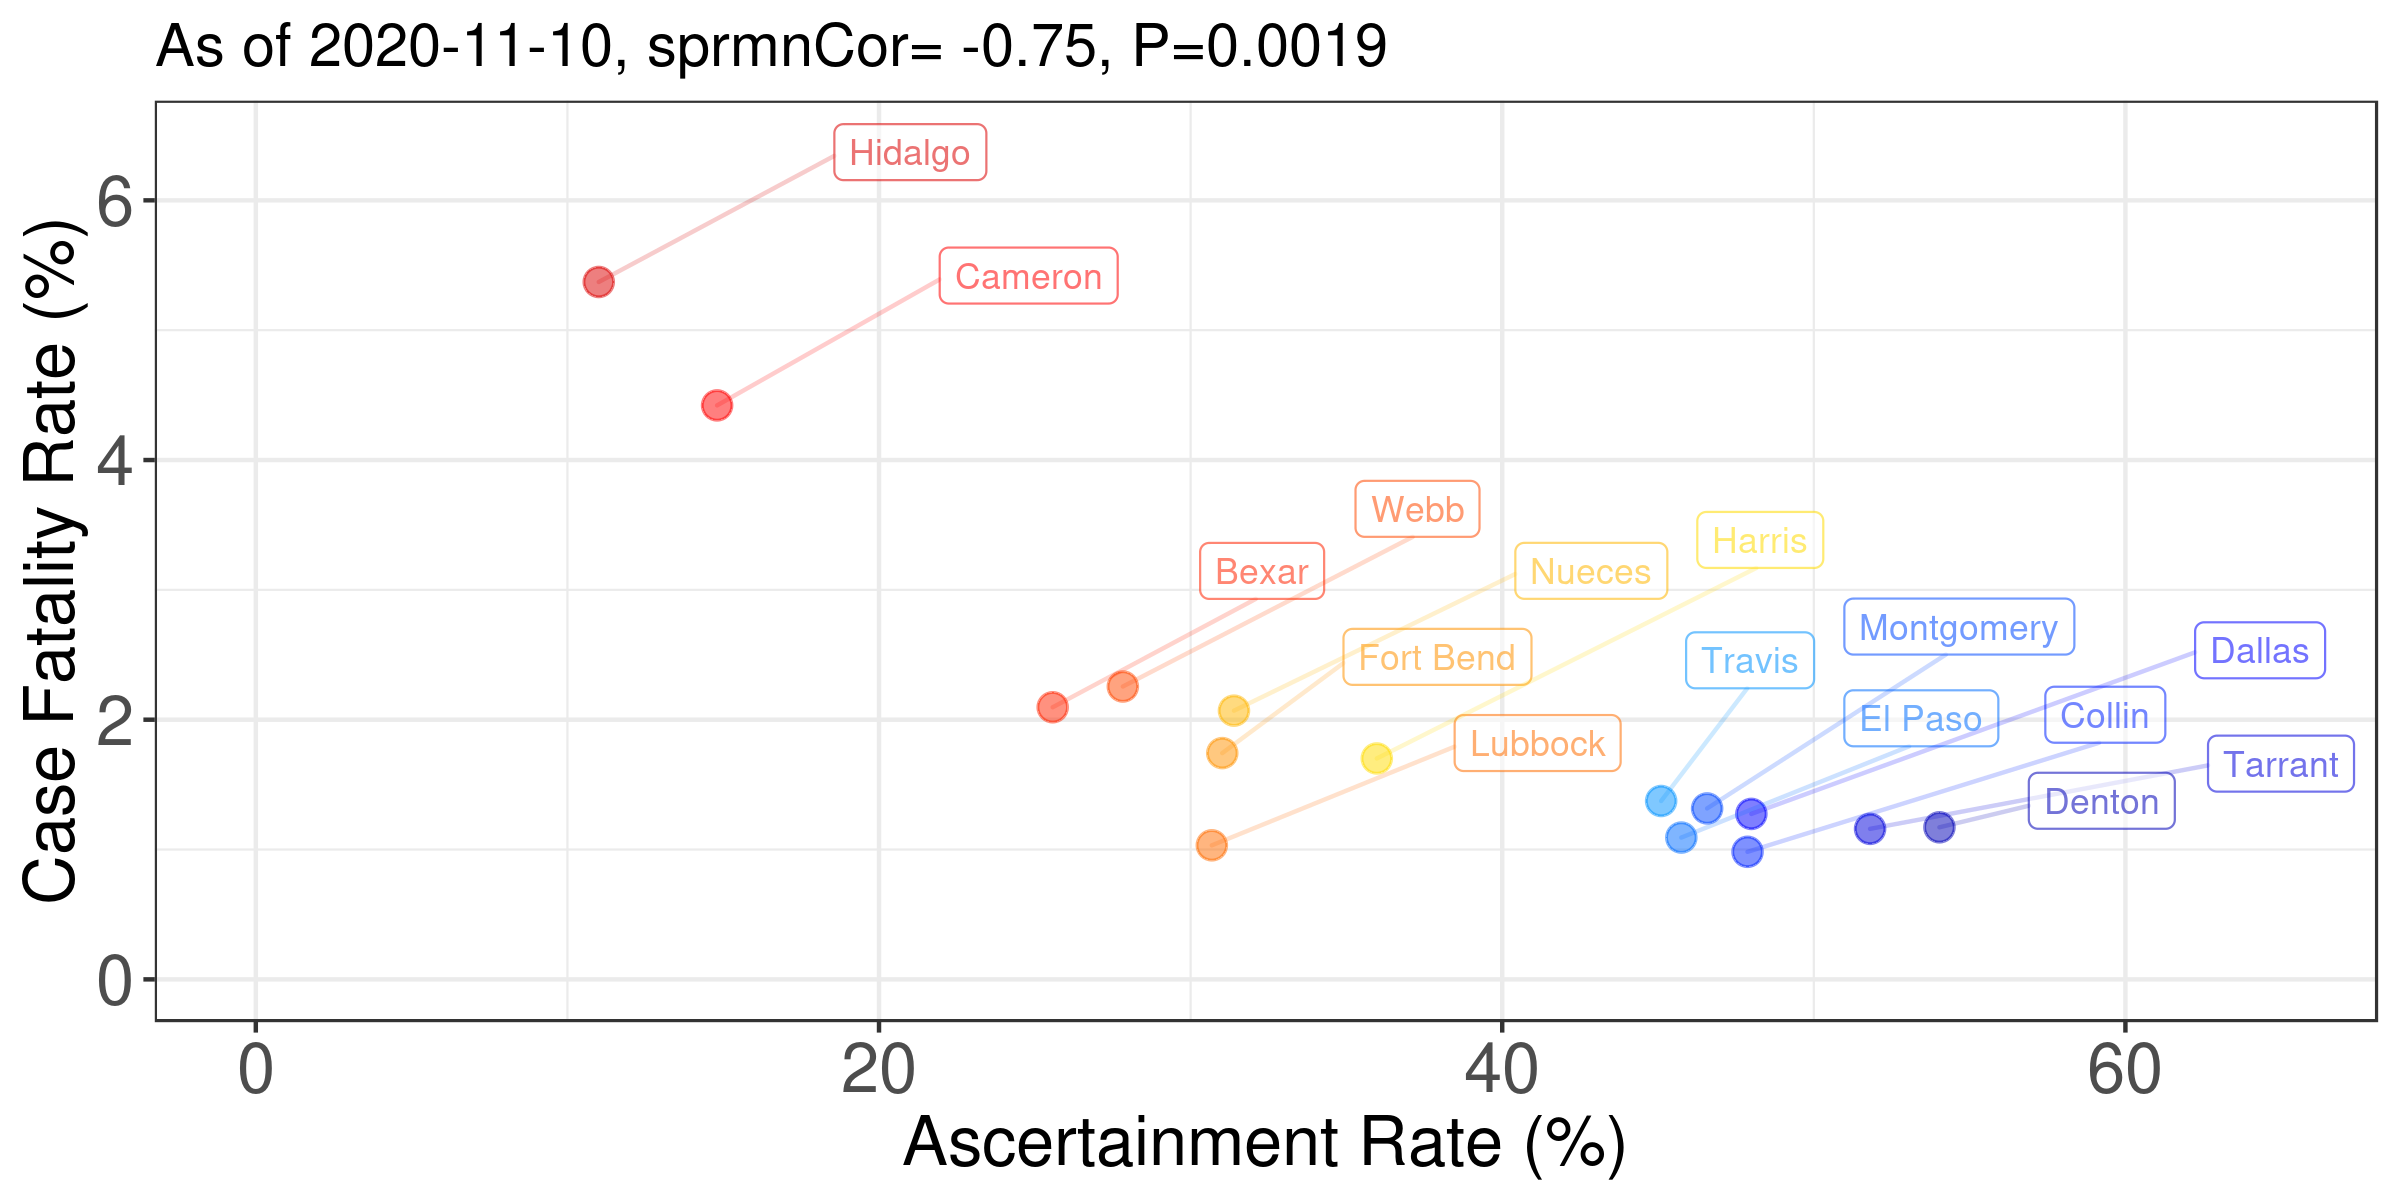 As of 2020-11-10, sprmnCor= -0.75, P=0.0019
Case Fatality Rate (%)
6
4
2
0
Hidalgo
Cameron
Webb
Harris
Bexar
Nueces
Montgomery
Dallas
Fort Bend
Travis
Collin
El Paso
Lubbock
Tarrant
Denton
0
20
40
60
Ascertainment Rate (%)